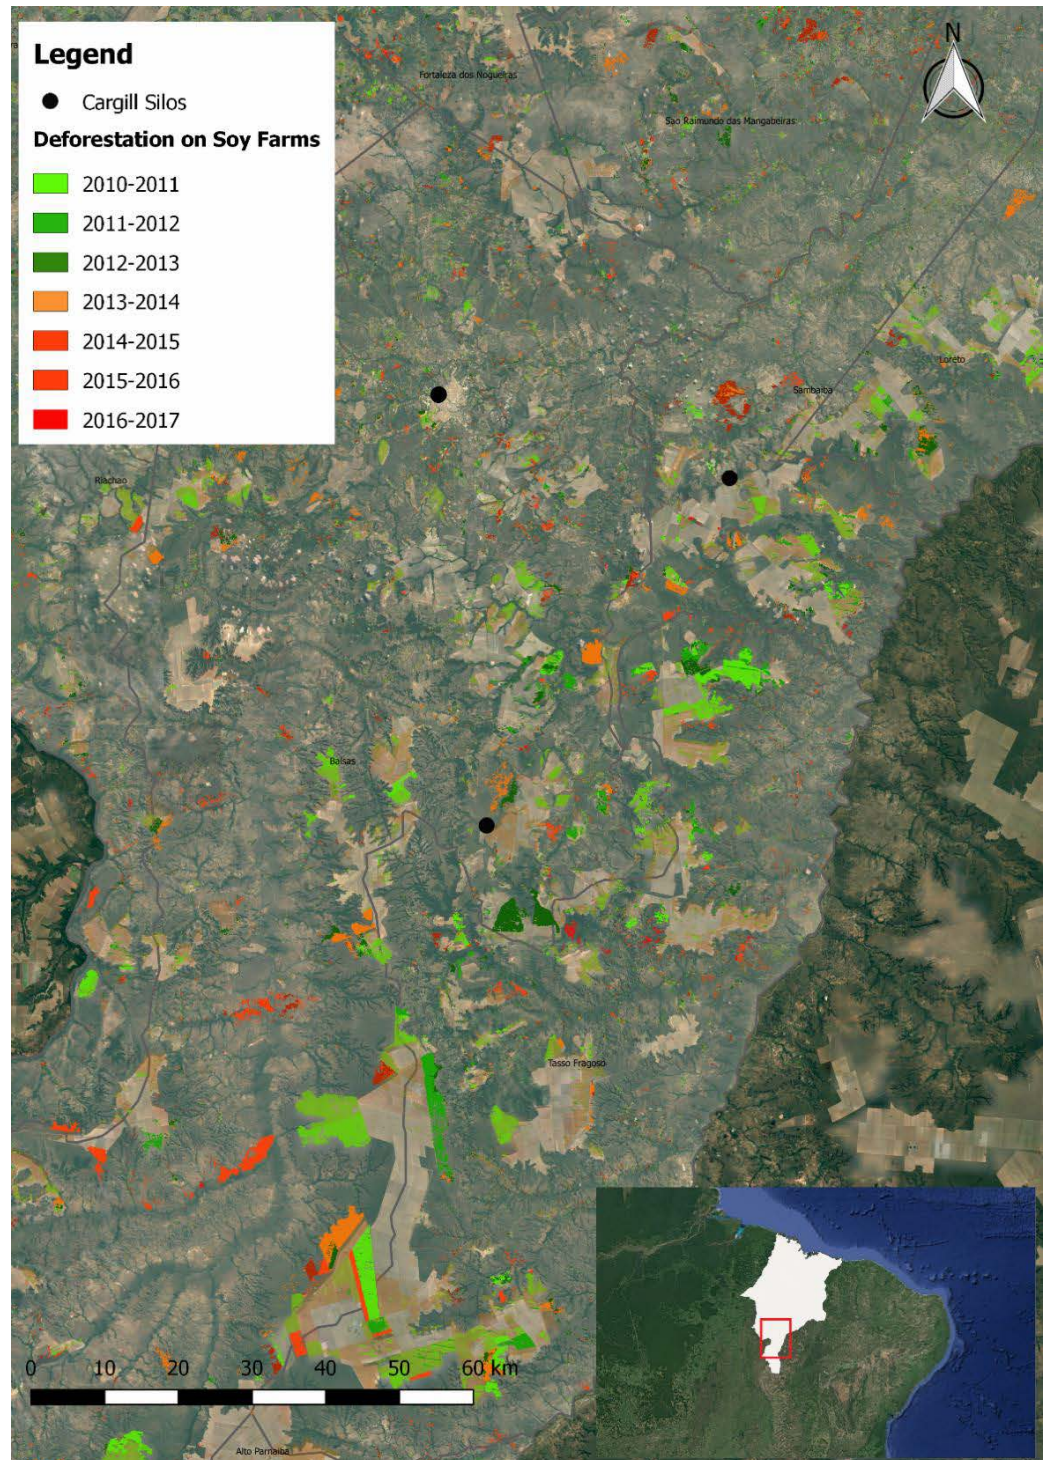 Legend
Cargill Silos
Deforestation on Soy Farms
2010-2011
2011-2012
2012-2013
2013-2014
2014-2015
2015-2016
2016-2017
N
Fortaleza dos Nogueiras
Sao Raimundo das Mangabeiras
Loreto
Sambaiba
Riachao
Balsas
Tasso Fragoso
0 10 20 30 40 50 60 km
Alto Parnaiba